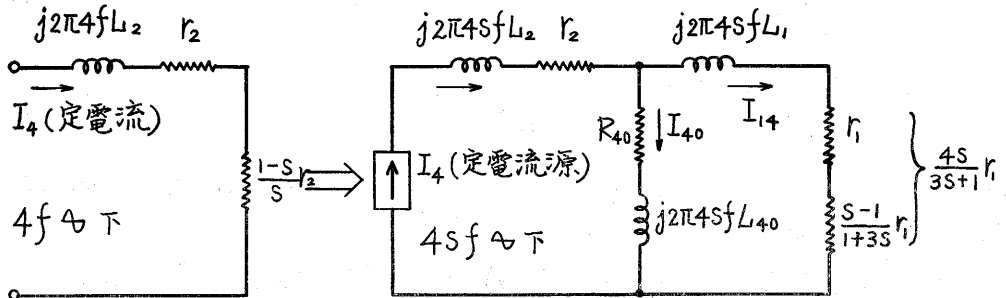 j2π4fL₂ r₂
I₄(定電流)
(1-S)/S r₂
4f∿下
j2π4SfL₂ r₂ j2π4SfL₁
I₄(定電流源)
4Sf∿下
R₄₀ I₄₀ I₁₄
j2π4SfL₄₀
r₁
(S-1)/(1+3S) r₁
4S/(3S+1) r₁